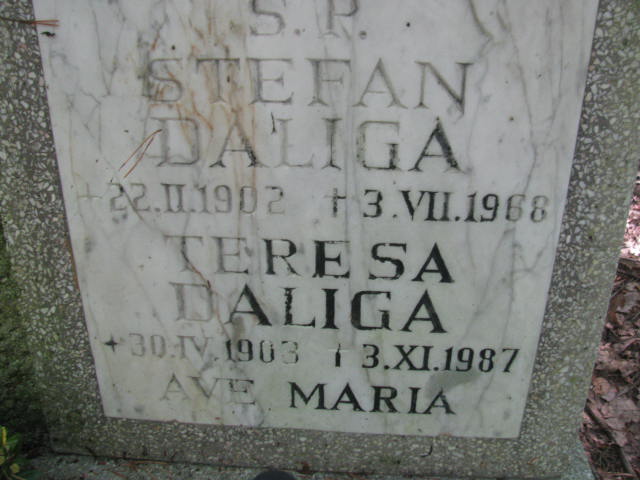 Ś.P.
STEFAN
DALIGA
+22.II.1902 ✝3.VII.1968
TERESA
DALIGA
+30.IV.1903 ✝3.XI.1987
AVE MARIA